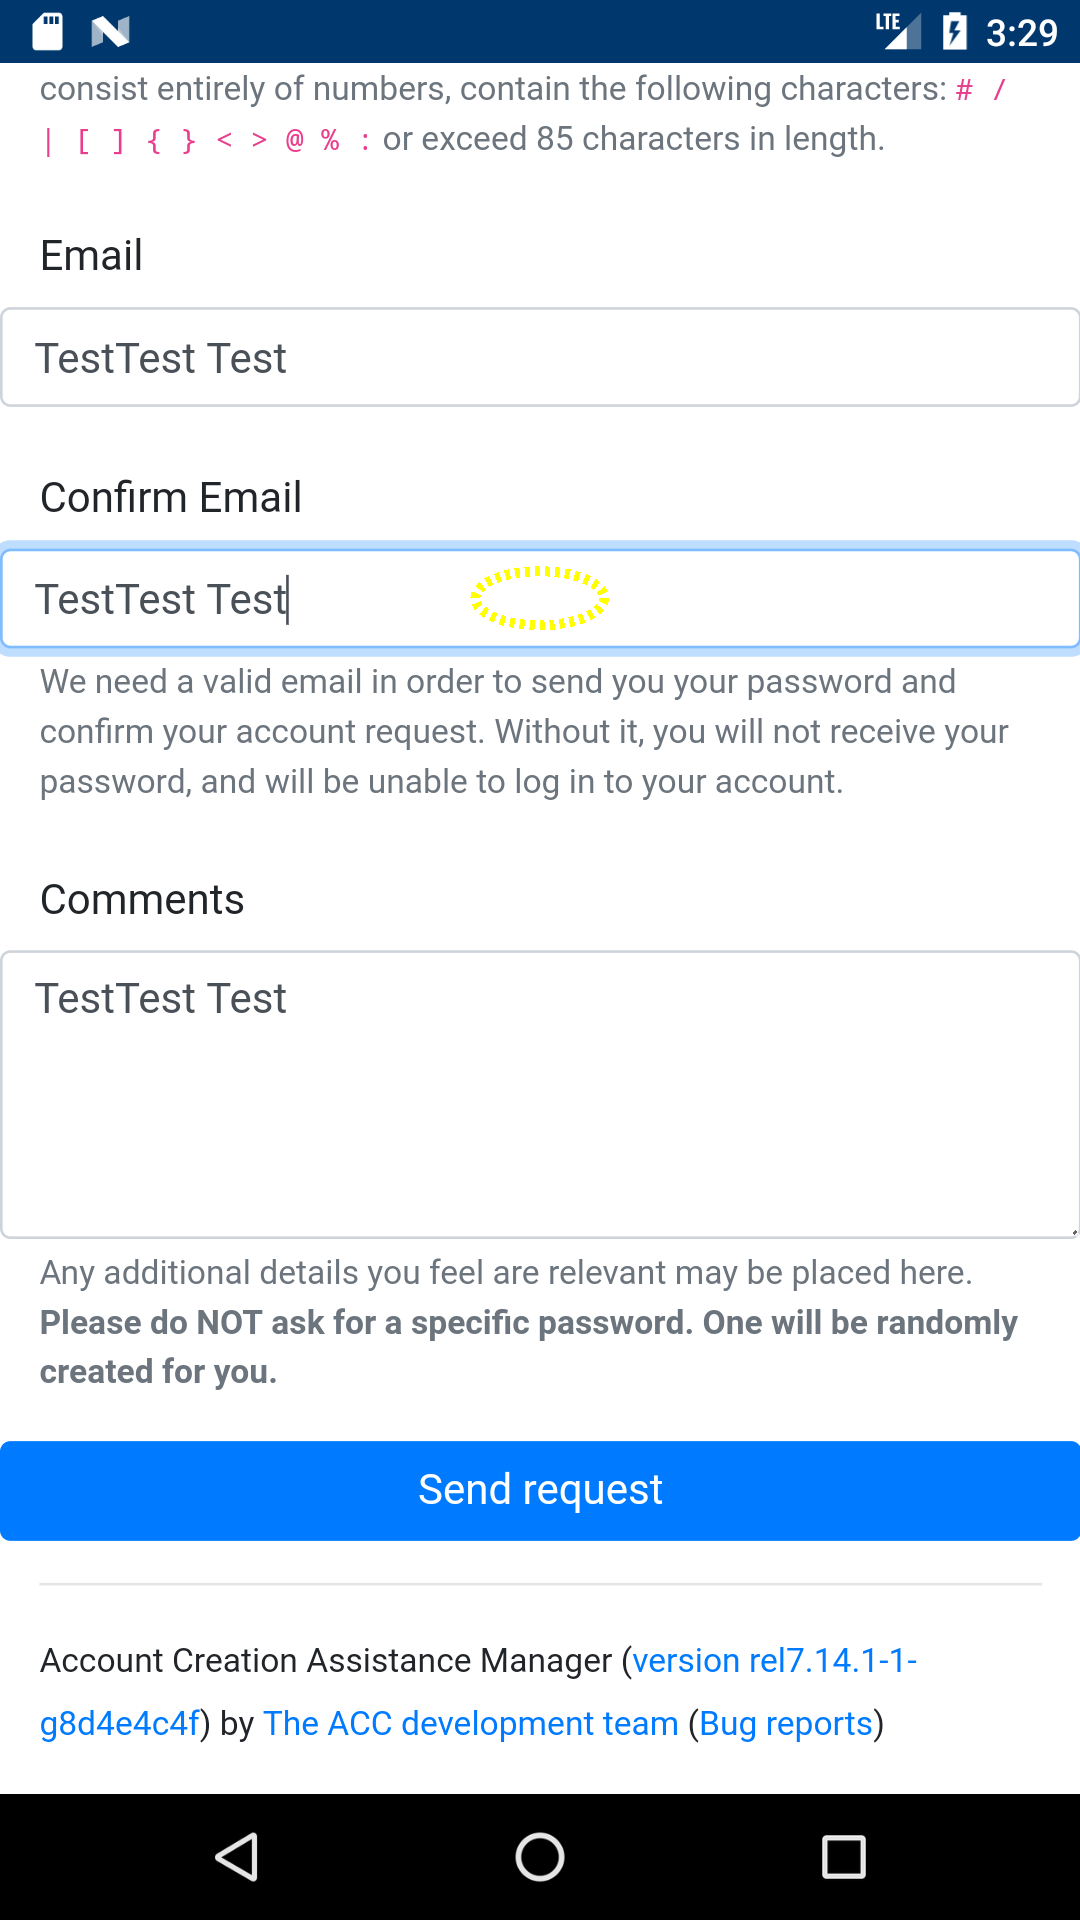 LTE 3:29
consist entirely of numbers, contain the following characters: # /
| [ ] { } < > @ % : or exceed 85 characters in length.
Email
TestTest Test
Confirm Email
TestTest Test
We need a valid email in order to send you your password and
confirm your account request. Without it, you will not receive your
password, and will be unable to log in to your account.
Comments
TestTest Test
Any additional details you feel are relevant may be placed here.
Please do NOT ask for a specific password. One will be randomly
created for you.
Send request
Account Creation Assistance Manager (version rel7.14.1-1-
g8d4e4c4f) by The ACC development team (Bug reports)